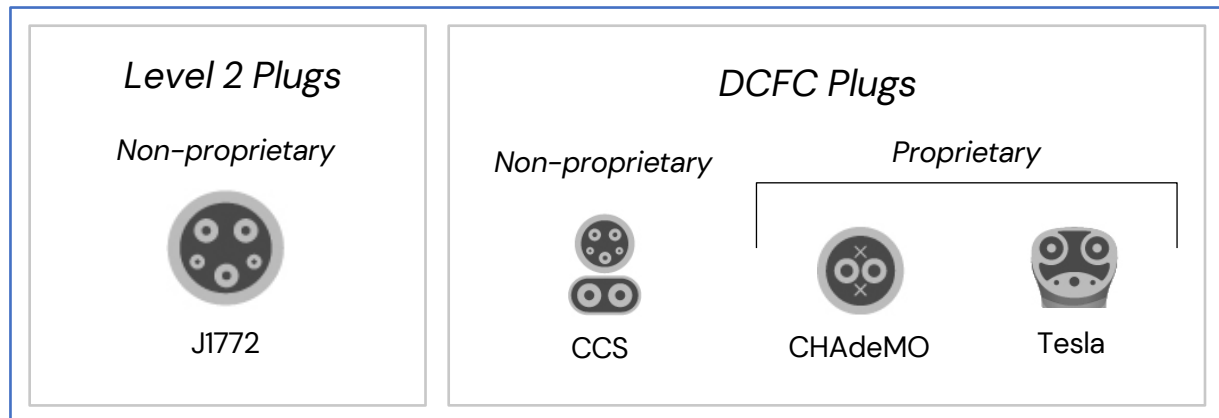 Level 2 Plugs
Non-proprietary
J1772
DCFC Plugs
Non-proprietary
Proprietary
CCS
CHAdeMO
Tesla